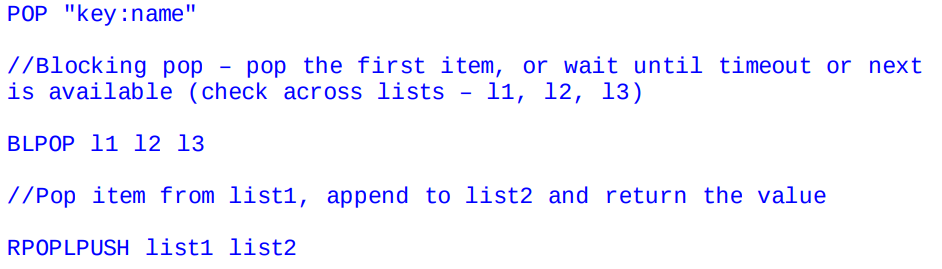 POP "key:name"
//Blocking pop – pop the first item, or wait until timeout or next
is available (check across lists – l1, l2, l3)
BLPOP l1 l2 l3
//Pop item from list1, append to list2 and return the value
RPOPLPUSH list1 list2